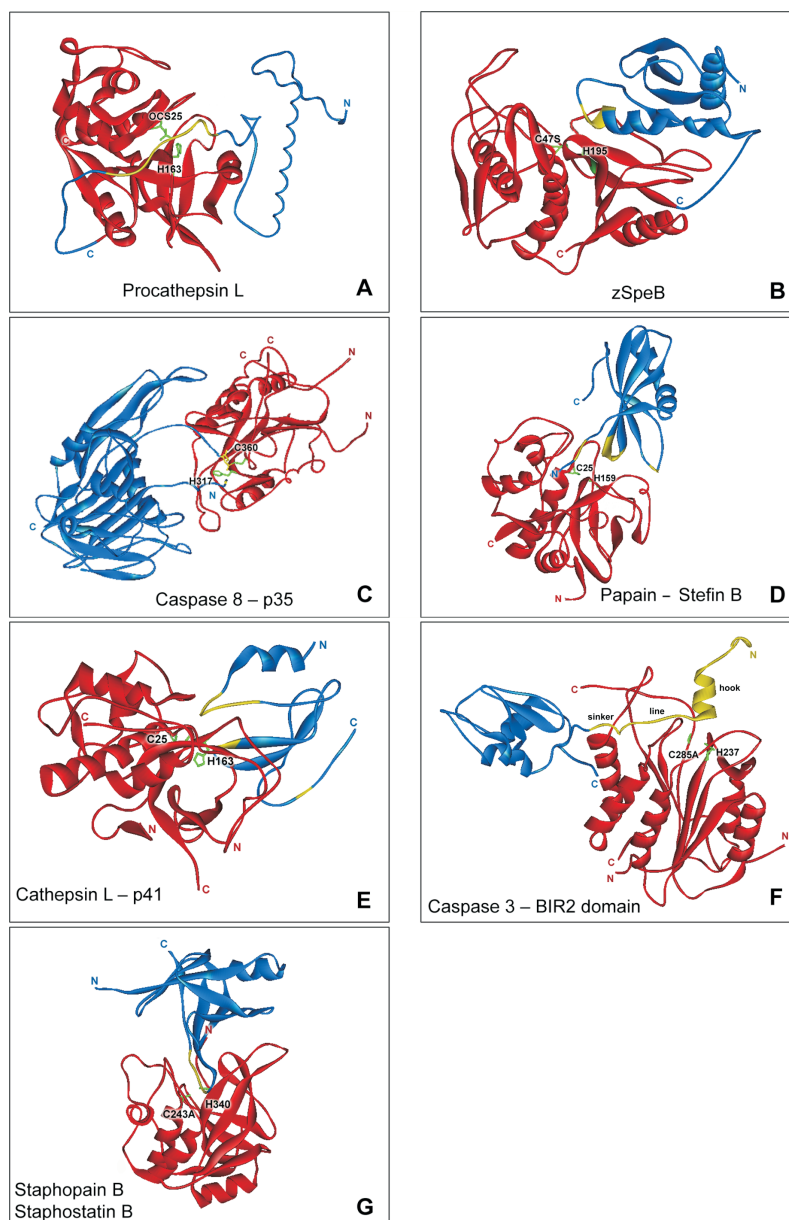 N
OCS25
C
H163
C
Procathepsin L
A
N
C47S
H195
C
C
zSpeB
B
C
C
N
N
C360
H317
N
C
Caspase 8 – p35
C
C
N
C25
H159
C
N
Papain – Stefin B
D
N
C
C
C25
H163
N
N
C
Cathepsin L – p41
E
N
hook
C
sinker
line
C285A
H237
C
N
C
N
Caspase 3 – BIR2 domain
F
C
N
N
H340
C243A
Staphopain B
Staphostatin B
G